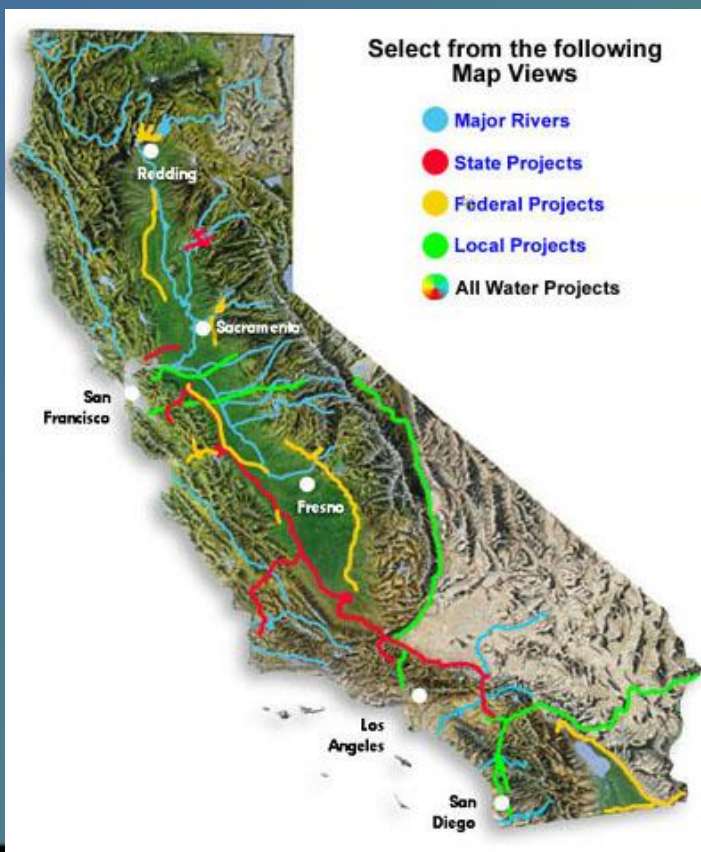 Select from the following
Map Views
Major Rivers
State Projects
Federal Projects
Local Projects
All Water Projects
Redding
Sacramento
San
Francisco
Fresno
Los
Angeles
San
Diego